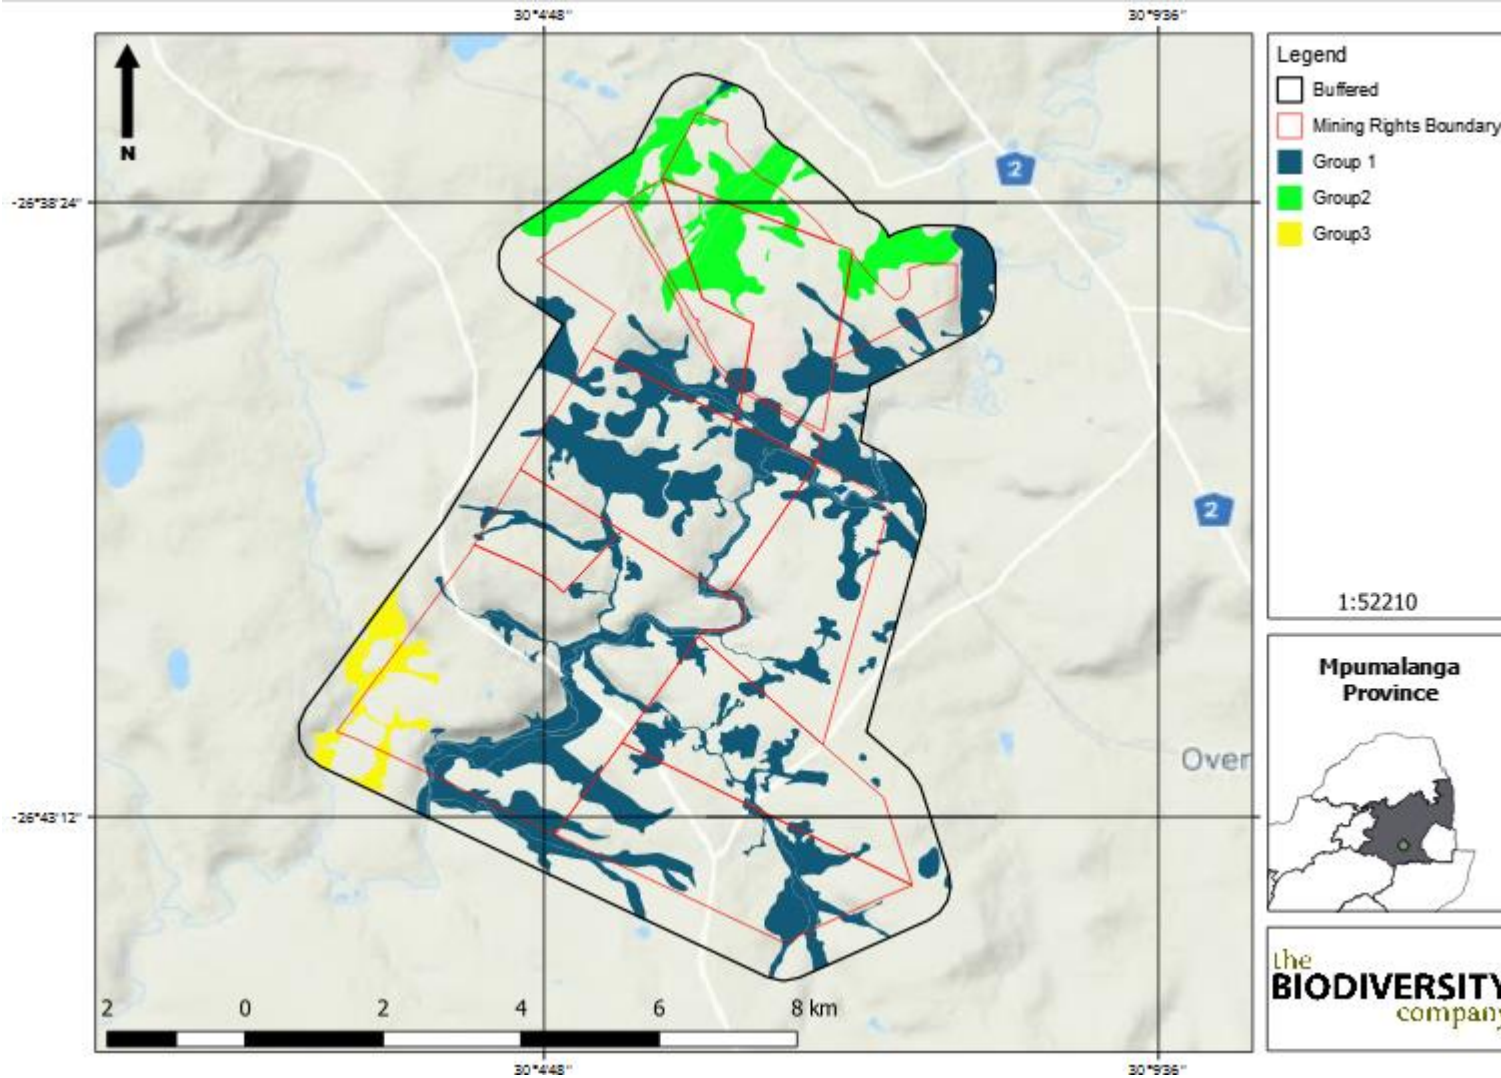 30°4'48"
30°9'36"
N
-26°38'24"
-26°43'12"
2
2
Over
2 0 2 4 6 8 km
30°4'48"
30°9'36"
Legend
Buffered
Mining Rights Boundary
Group 1
Group2
Group3
1:52210
Mpumalanga
Province
the
BIODIVERSITY
company